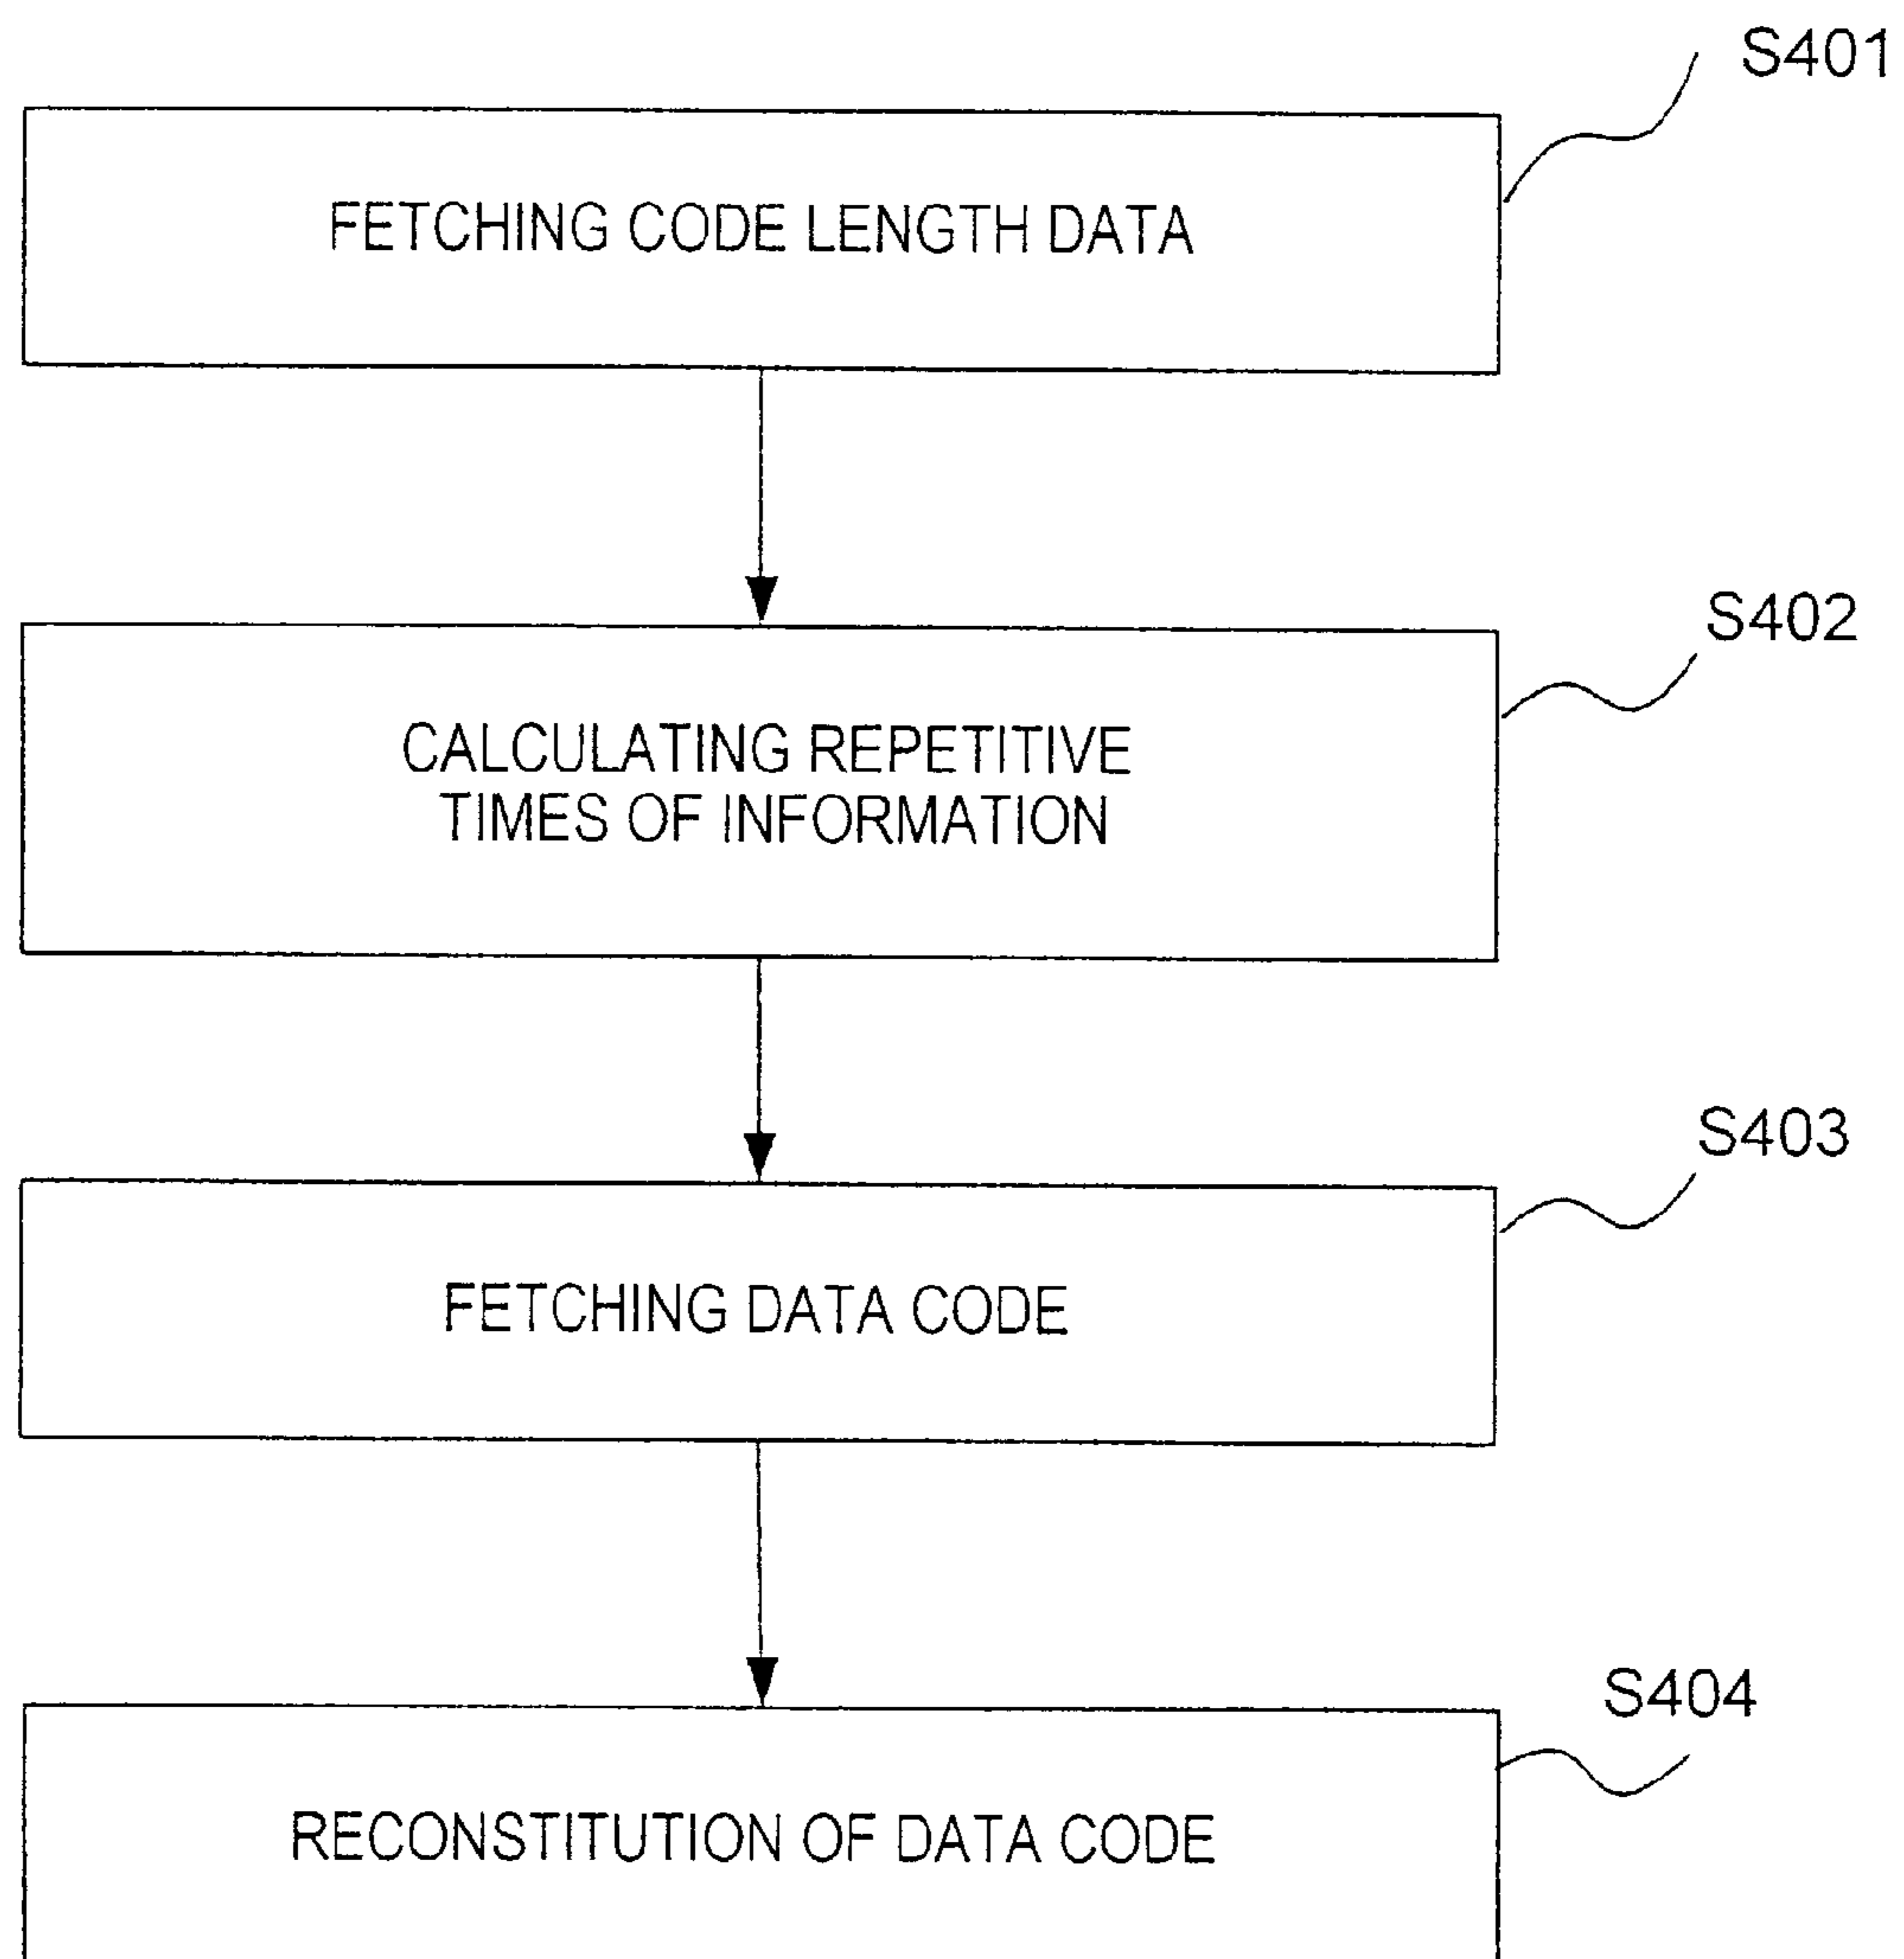 S401
FETCHING CODE LENGTH DATA
S402
CALCULATING REPETITIVE
TIMES OF INFORMATION
S403
FETCHING DATA CODE
S404
RECONSTITUTION OF DATA CODE